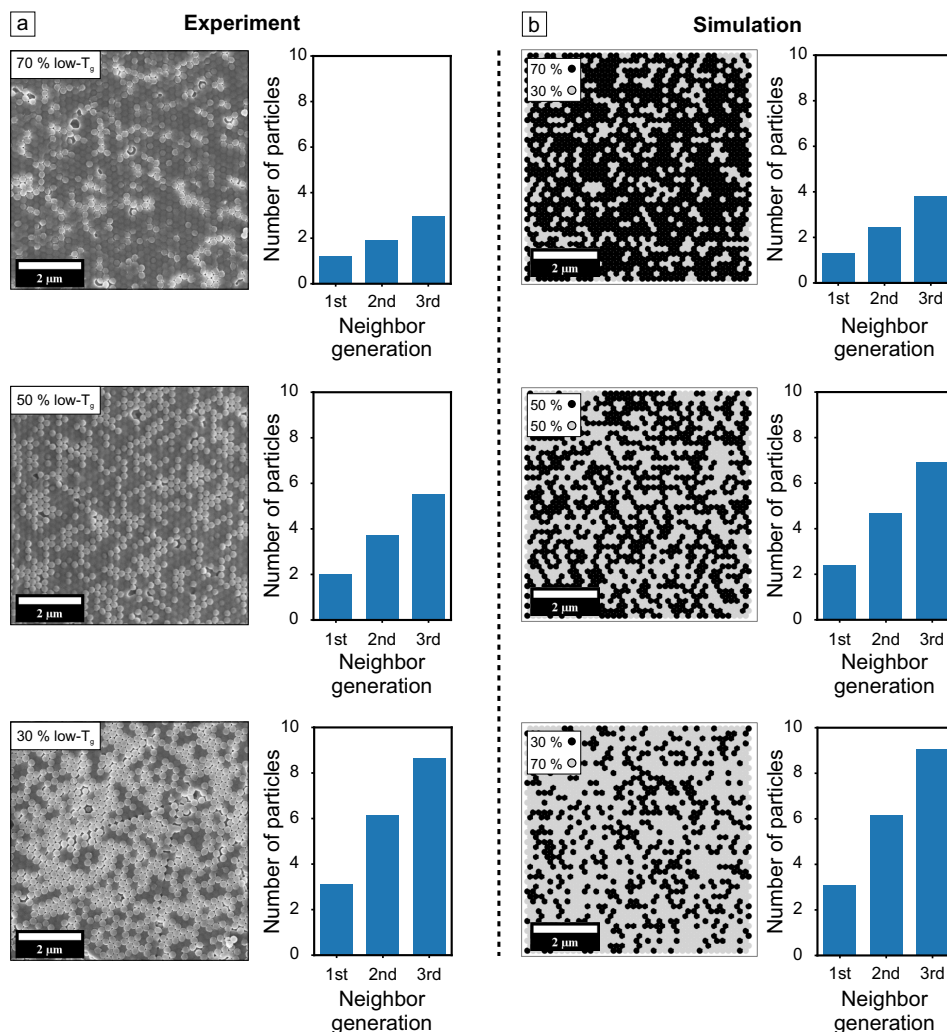 a
Experiment
b
Simulation
70 % low-Tg
2 μm
Number of particles
10
8
6
4
2
0
1st 2nd 3rd
Neighbor
generation
70 %
30 %
2 μm
Number of particles
10
8
6
4
2
0
1st 2nd 3rd
Neighbor
generation
50 % low-Tg
2 μm
Number of particles
10
8
6
4
2
0
1st 2nd 3rd
Neighbor
generation
50 %
50 %
2 μm
Number of particles
10
8
6
4
2
0
1st 2nd 3rd
Neighbor
generation
30 % low-Tg
2 μm
Number of particles
10
8
6
4
2
0
1st 2nd 3rd
Neighbor
generation
30 %
70 %
2 μm
Number of particles
10
8
6
4
2
0
1st 2nd 3rd
Neighbor
generation